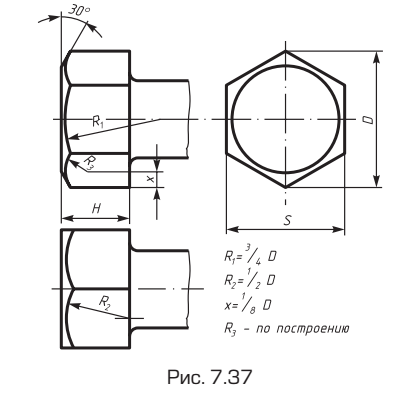 30°
R₁
R₃
x
H
D
S
R₂
R₁= 3/4 D
R₂= 1/2 D
x= 1/8 D
R₃ – по построению
Рис. 7.37